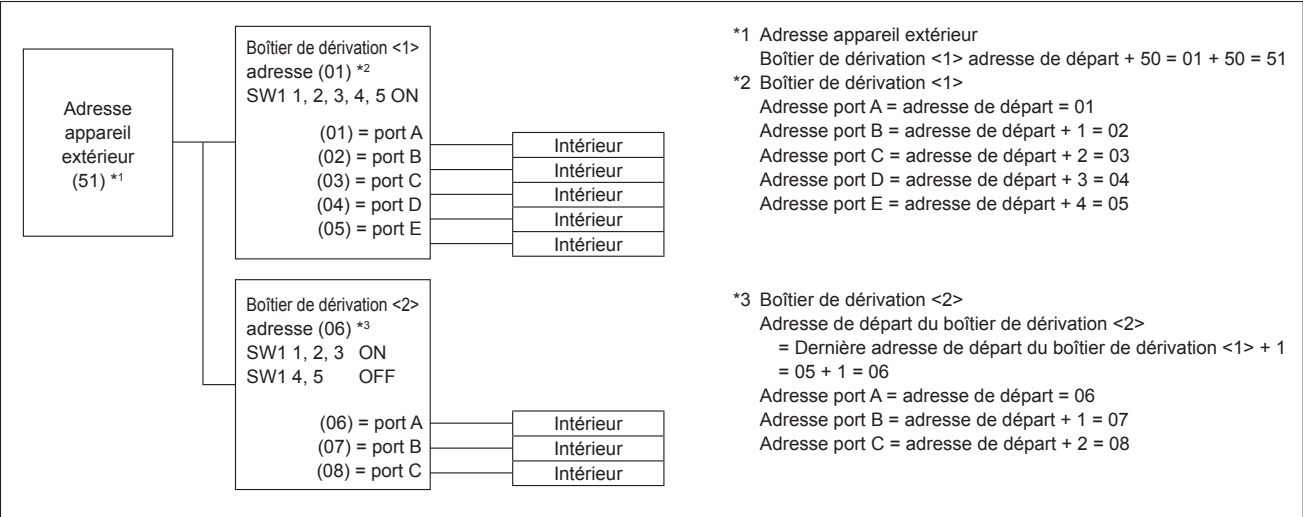 Adresse
appareil
extérieur
(51) *1
Boîtier de dérivation <1>
adresse (01) *2
SW1 1, 2, 3, 4, 5 ON
(01) = port A
(02) = port B
(03) = port C
(04) = port D
(05) = port E
Intérieur
Intérieur
Intérieur
Intérieur
Intérieur
Boîtier de dérivation <2>
adresse (06) *3
SW1 1, 2, 3 ON
SW1 4, 5 OFF
(06) = port A
(07) = port B
(08) = port C
Intérieur
Intérieur
Intérieur
*1 Adresse appareil extérieur
Boîtier de dérivation <1> adresse de départ + 50 = 01 + 50 = 51
*2 Boîtier de dérivation <1>
Adresse port A = adresse de départ = 01
Adresse port B = adresse de départ + 1 = 02
Adresse port C = adresse de départ + 2 = 03
Adresse port D = adresse de départ + 3 = 04
Adresse port E = adresse de départ + 4 = 05
*3 Boîtier de dérivation <2>
Adresse de départ du boîtier de dérivation <2>
= Dernière adresse de départ du boîtier de dérivation <1> + 1
= 05 + 1 = 06
Adresse port A = adresse de départ = 06
Adresse port B = adresse de départ + 1 = 07
Adresse port C = adresse de départ + 2 = 08